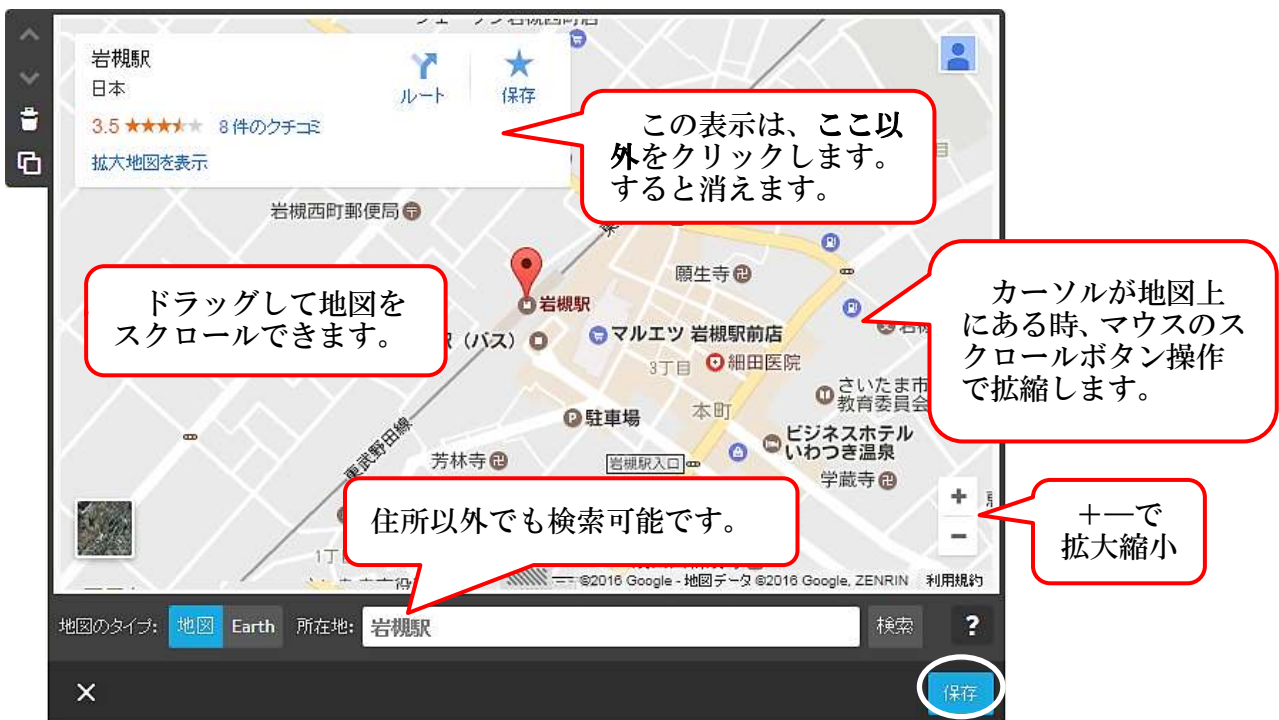 岩槻駅
日本
3.5 8 件のクチコミ
拡大地図を表示
ルート
保存
この表示は、ここ以
外をクリックします。
すると消えます。
岩槻西町郵便局
ドラッグして地図を
スクロールできます。
岩槻駅
(バス)
願生寺
マルエツ 岩槻駅前店
3丁目
細田医院
カーソルが地図上
にある時、マウスのス
クロールボタン操作
で拡縮します。
さいたま市
教育委員会
駐車場
本町
ビジネスホテル
いわつき温泉
東武野田線
芳林寺
岩槻駅入口
学蔵寺
住所以外でも検索可能です。
+
−
+―で
拡大縮小
1丁
©2016 Google - 地図データ ©2016 Google, ZENRIN 利用規約
地図のタイプ: 地図 Earth 所在地: 岩槻駅 検索 ?
× 保存